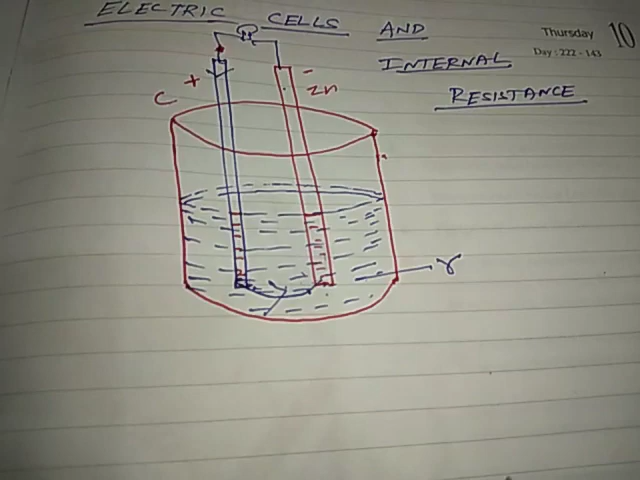 ELECTRIC CELLS AND
INTERNAL
RESISTANCE
Thursday 10
Day : 222 - 143
+
-
C
Zn
r